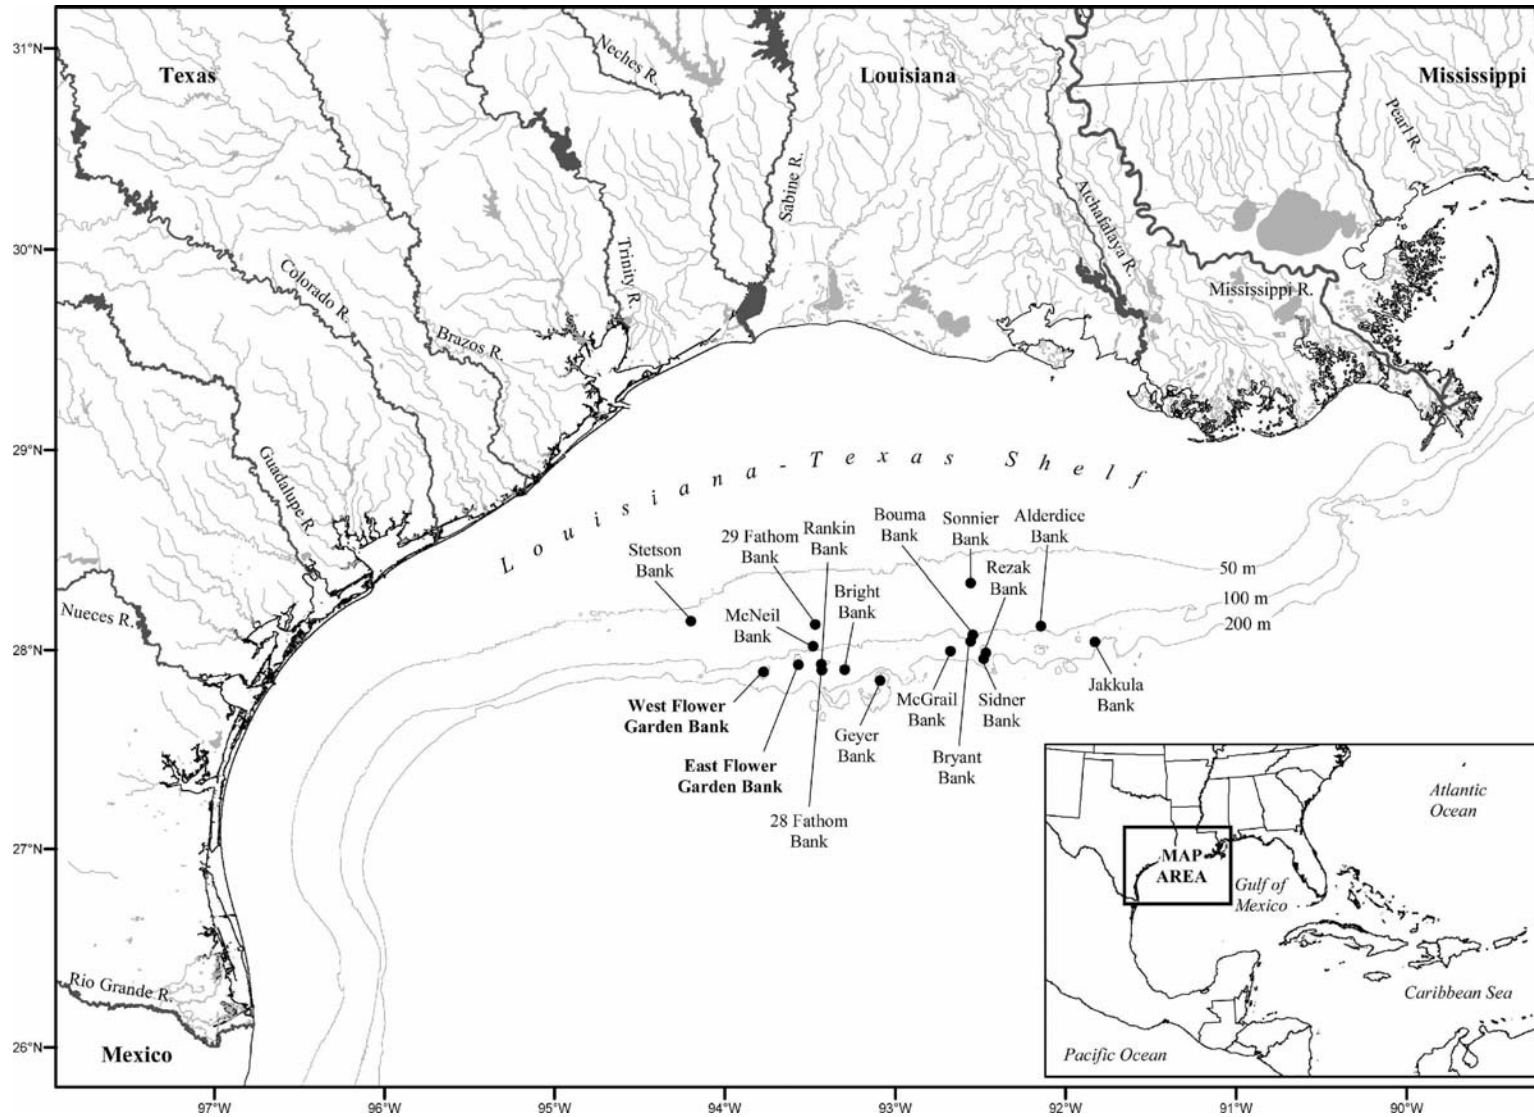 31°N
30°N
29°N
28°N
27°N
26°N
97°W
96°W
95°W
94°W
93°W
92°W
91°W
90°W
Texas
Louisiana
Mississippi
Mexico
Neches R.
Sabine R.
Trinity R.
Colorado R.
Brazos R.
Guadalupe R.
Nueces R.
Rio Grande R.
Atchafalaya R.
Mississippi R.
Pearl R.
Louisiana-Texas Shelf
50 m
100 m
200 m
Stetson
Bank
29 Fathom
Bank
Rankin
Bank
McNeil
Bank
Bright
Bank
Bouma
Bank
Sonnier
Bank
Rezak
Bank
Alderdice
Bank
West Flower
Garden Bank
East Flower
Garden Bank
28 Fathom
Bank
Geyer
Bank
McGrail
Bank
Bryant
Bank
Sidner
Bank
Jakkula
Bank
MAP
AREA
Gulf of
Mexico
Atlantic
Ocean
Caribbean Sea
Pacific Ocean